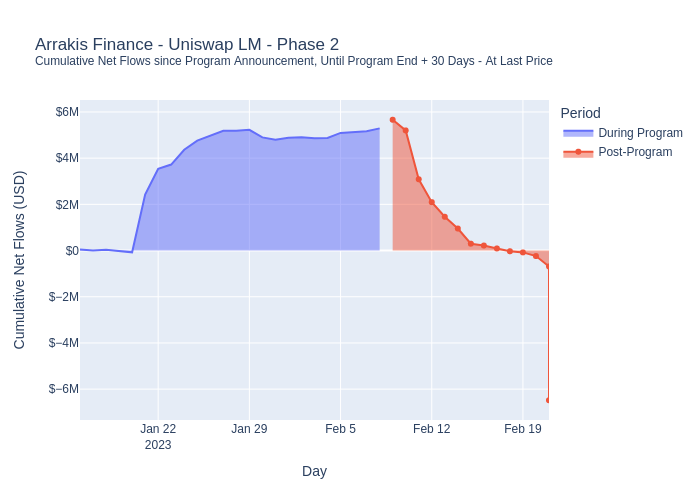 Arrakis Finance - Uniswap LM - Phase 2
Cumulative Net Flows since Program Announcement, Until Program End + 30 Days - At Last Price
Period
During Program
Post-Program
Cumulative Net Flows (USD)
$6M
$4M
$2M
$0
$−2M
$−4M
$−6M
Jan 22
2023
Jan 29
Feb 5
Feb 12
Feb 19
Day